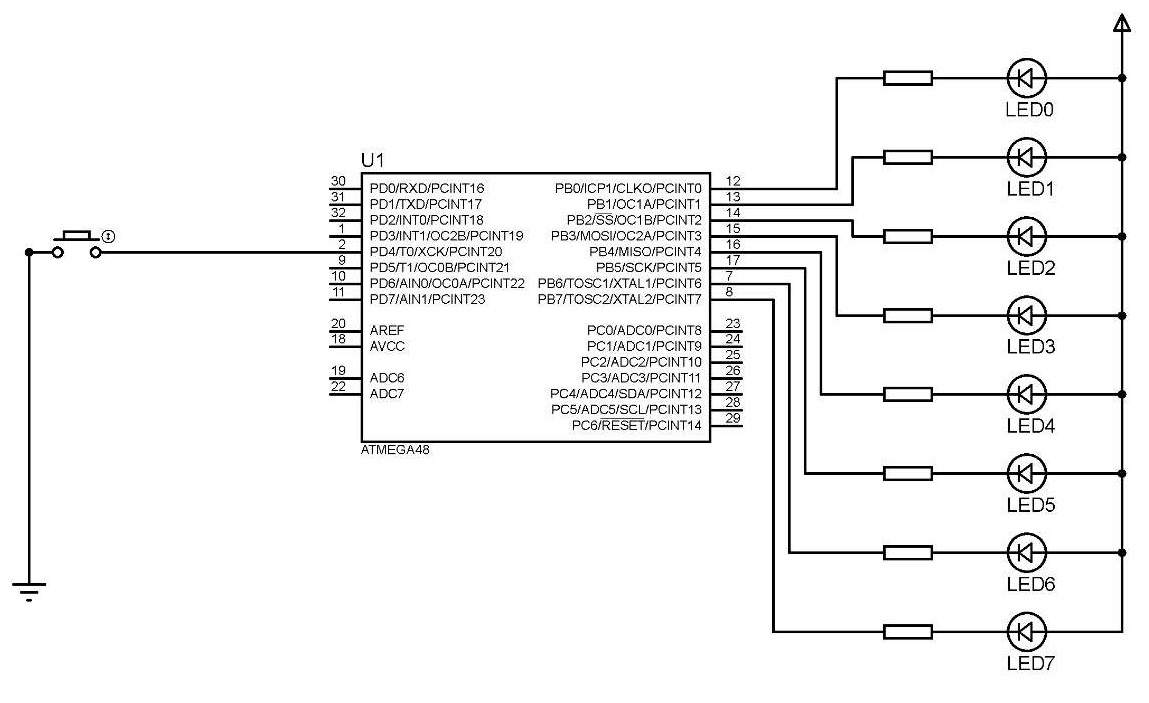 U1
30 PD0/RXD/PCINT16
31 PD1/TXD/PCINT17
32 PD2/INT0/PCINT18
1 PD3/INT1/OC2B/PCINT19
2 PD4/T0/XCK/PCINT20
9 PD5/T1/OC0B/PCINT21
10 PD6/AIN0/OC0A/PCINT22
11 PD7/AIN1/PCINT23
20 AREF
18 AVCC
19 ADC6
22 ADC7
PB0/ICP1/CLKO/PCINT0 12
PB1/OC1A/PCINT1 13
PB2/SS/OC1B/PCINT2 14
PB3/MOSI/OC2A/PCINT3 15
PB4/MISO/PCINT4 16
PB5/SCK/PCINT5 17
PB6/TOSC1/XTAL1/PCINT6 7
PB7/TOSC2/XTAL2/PCINT7 8
PC0/ADC0/PCINT8 23
PC1/ADC1/PCINT9 24
PC2/ADC2/PCINT10 25
PC3/ADC3/PCINT11 26
PC4/ADC4/SDA/PCINT12 27
PC5/ADC5/SCL/PCINT13 28
PC6/RESET/PCINT14 29
ATMEGA48
LED0
LED1
LED2
LED3
LED4
LED5
LED6
LED7